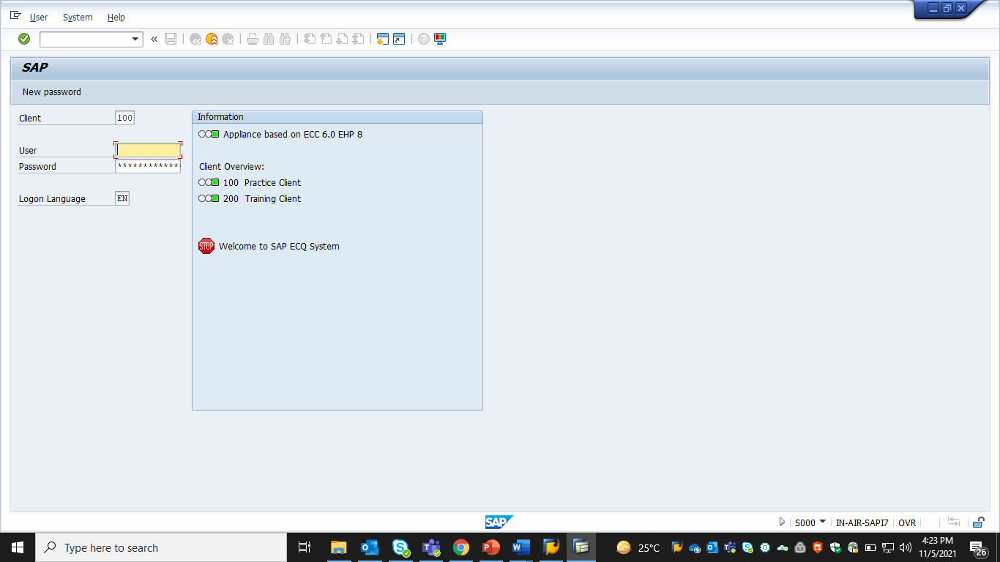 User System Help
SAP
New password
Client 100
User
Password ************
Logon Language EN
Information
Appliance based on ECC 6.0 EHP 8
Client Overview:
100 Practice Client
200 Training Client
STOP Welcome to SAP ECQ System
SAP
S000 IN-AIR-SAPI7 OVR
Type here to search
25°C
4:23 PM
11/5/2021
26